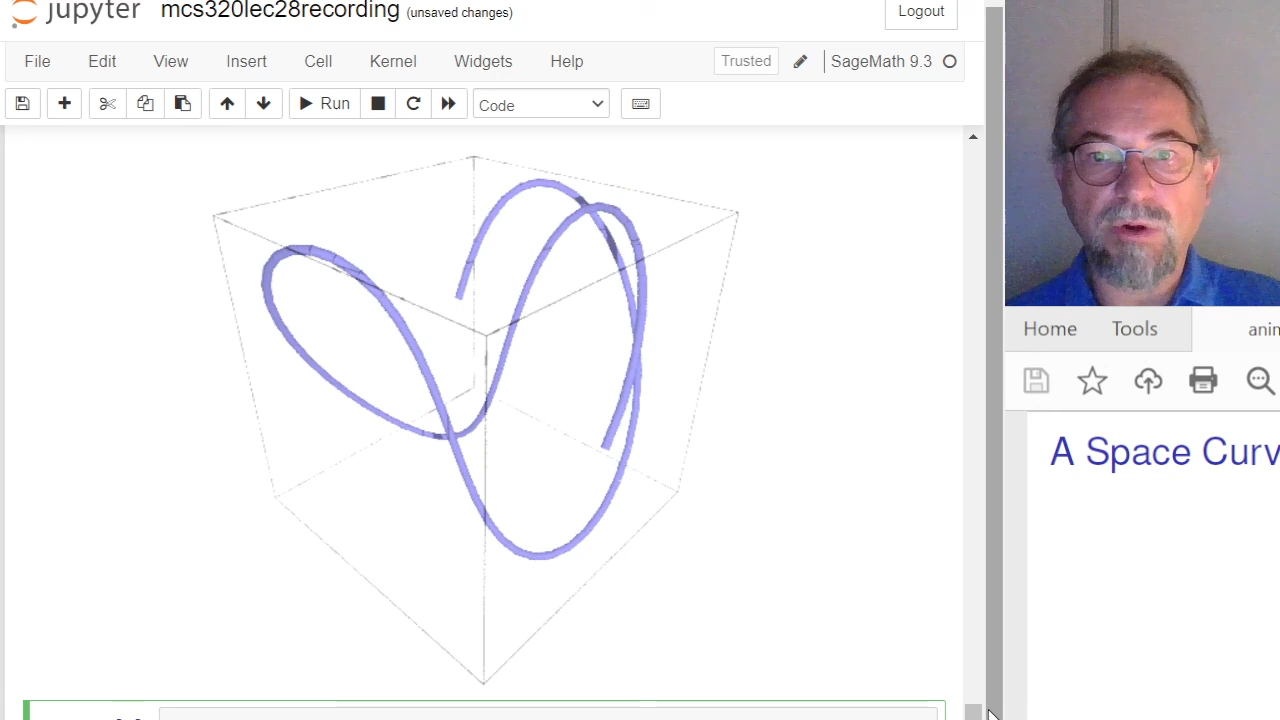 jupyter mcs320lec28recording (unsaved changes) Logout
File Edit View Insert Cell Kernel Widgets Help Trusted SageMath 9.3
Run Code
Home Tools anim
A Space Curv